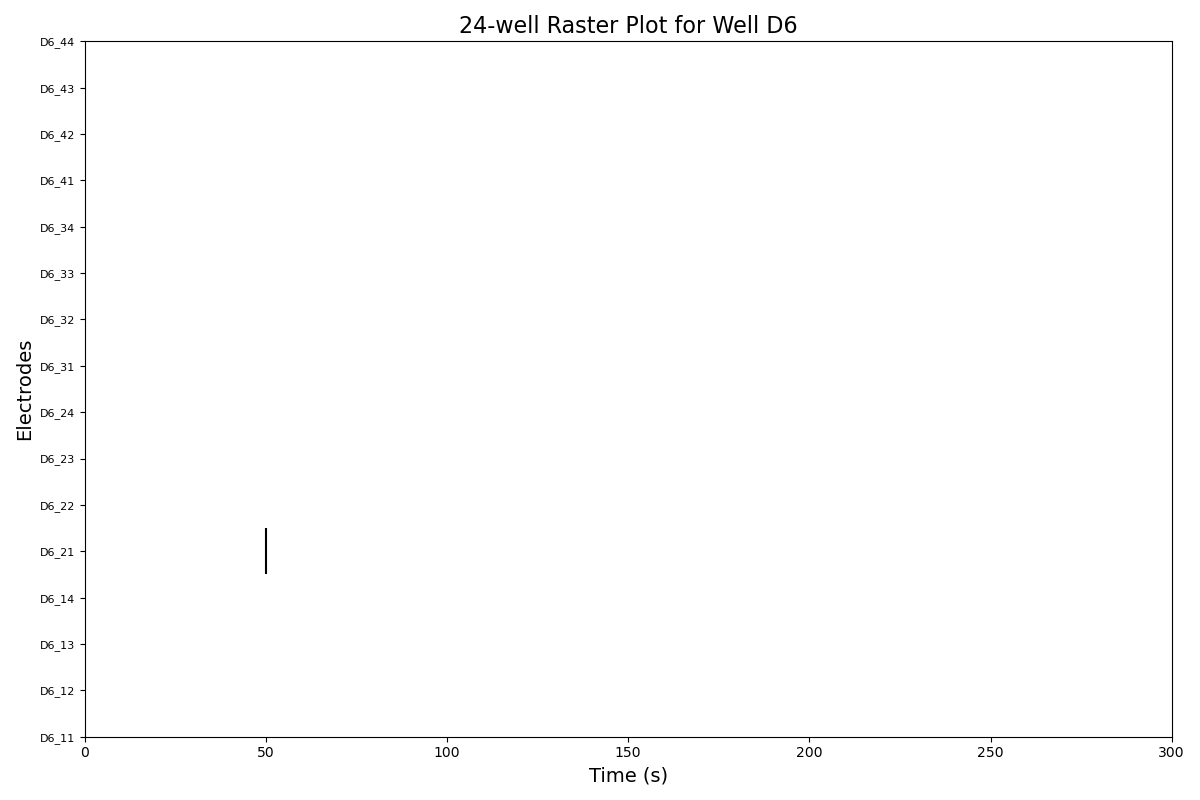 24-well Raster Plot for Well D6
D6_44
D6_43
D6_42
D6_41
D6_34
D6_33
D6_32
D6_31
D6_24
D6_23
D6_22
D6_21
D6_14
D6_13
D6_12
D6_11
Electrodes
0 50 100 150 200 250 300
Time (s)